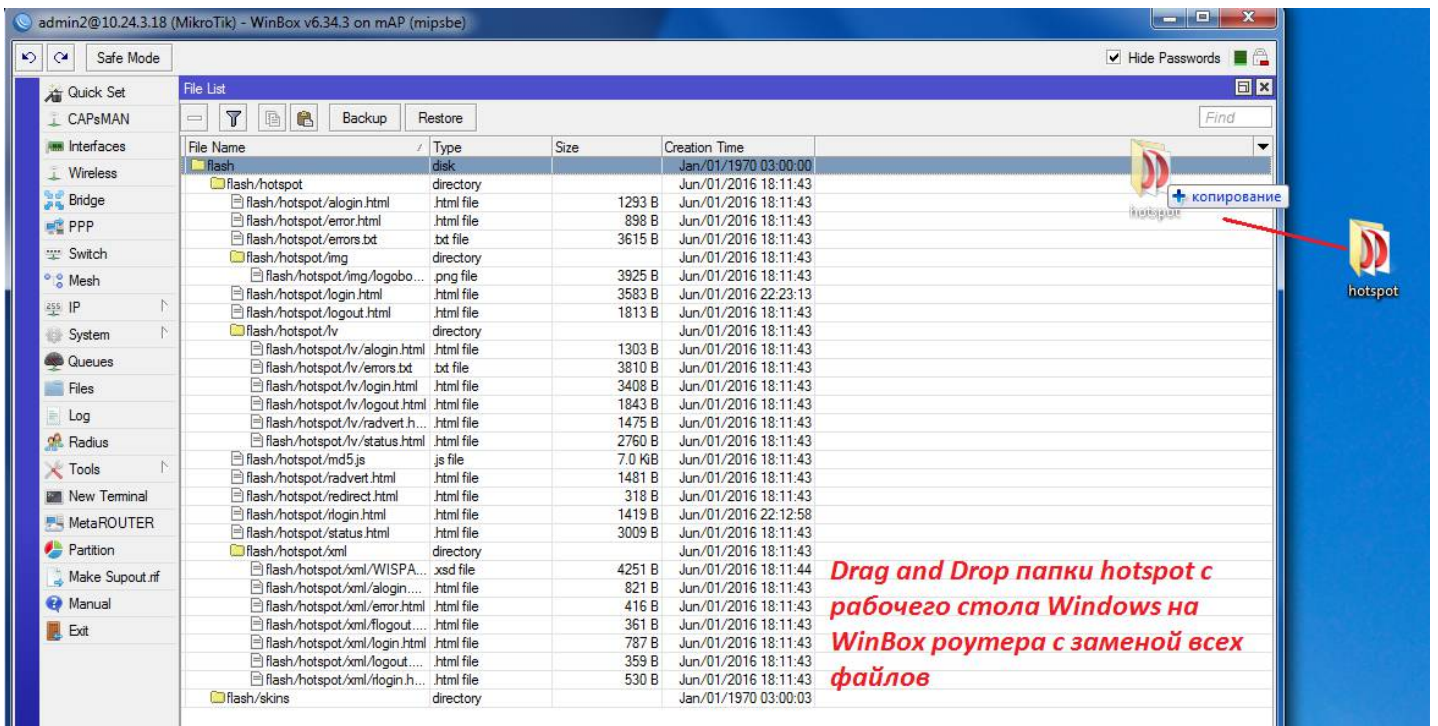 admin2@10.24.3.18 (MikroTik) - WinBox v6.34.3 on mAP (mipsbe)
Safe Mode
Hide Passwords
Quick Set
CAPsMAN
Interfaces
Wireless
Bridge
PPP
Switch
Mesh
255 IP
System
Queues
Files
Log
Radius
Tools
New Terminal
MetaROUTER
Partition
Make Supout.rif
Manual
Exit
File List
Backup Restore Find
File Name / Type Size Creation Time
flash disk Jan/01/1970 03:00:00
flash/hotspot directory Jun/01/2016 18:11:43
flash/hotspot/alogin.html .html file 1293 B Jun/01/2016 18:11:43
flash/hotspot/error.html .html file 898 B Jun/01/2016 18:11:43
flash/hotspot/errors.txt .txt file 3615 B Jun/01/2016 18:11:43
flash/hotspot/img directory Jun/01/2016 18:11:43
flash/hotspot/img/logobo... .png file 3925 B Jun/01/2016 18:11:43
flash/hotspot/login.html .html file 3583 B Jun/01/2016 22:23:13
flash/hotspot/logout.html .html file 1813 B Jun/01/2016 18:11:43
flash/hotspot/lv directory Jun/01/2016 18:11:43
flash/hotspot/lv/alogin.html .html file 1303 B Jun/01/2016 18:11:43
flash/hotspot/lv/errors.txt .txt file 3810 B Jun/01/2016 18:11:43
flash/hotspot/lv/login.html .html file 3408 B Jun/01/2016 18:11:43
flash/hotspot/lv/logout.html .html file 1843 B Jun/01/2016 18:11:43
flash/hotspot/lv/radvert.h... .html file 1475 B Jun/01/2016 18:11:43
flash/hotspot/lv/status.html .html file 2760 B Jun/01/2016 18:11:43
flash/hotspot/md5.js .js file 7.0 KiB Jun/01/2016 18:11:43
flash/hotspot/radvert.html .html file 1481 B Jun/01/2016 18:11:43
flash/hotspot/redirect.html .html file 318 B Jun/01/2016 18:11:43
flash/hotspot/rlogin.html .html file 1419 B Jun/01/2016 22:12:58
flash/hotspot/status.html .html file 3009 B Jun/01/2016 18:11:43
flash/hotspot/xml directory Jun/01/2016 18:11:43
flash/hotspot/xml/WISPA... .xsd file 4251 B Jun/01/2016 18:11:44
flash/hotspot/xml/alogin.... .html file 821 B Jun/01/2016 18:11:43
flash/hotspot/xml/error.html .html file 416 B Jun/01/2016 18:11:43
flash/hotspot/xml/flogout.... .html file 361 B Jun/01/2016 18:11:43
flash/hotspot/xml/login.html .html file 787 B Jun/01/2016 18:11:43
flash/hotspot/xml/logout.... .html file 359 B Jun/01/2016 18:11:43
flash/hotspot/xml/rlogin.h... .html file 530 B Jun/01/2016 18:11:43
flash/skins directory Jan/01/1970 03:00:03
копирование
hotspot
hotspot
Drag and Drop папки hotspot с
рабочего стола Windows на
WinBox роутера с заменой всех
файлов